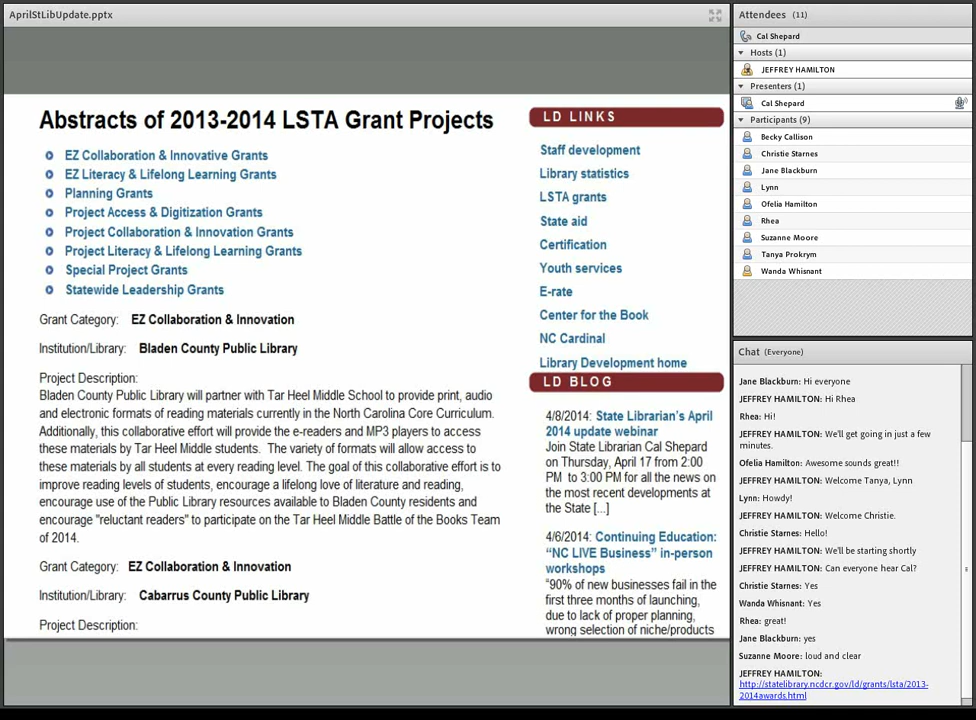 AprilStLibUpdate.pptx
Abstracts of 2013-2014 LSTA Grant Projects
EZ Collaboration & Innovative Grants
EZ Literacy & Lifelong Learning Grants
Planning Grants
Project Access & Digitization Grants
Project Collaboration & Innovation Grants
Project Literacy & Lifelong Learning Grants
Special Project Grants
Statewide Leadership Grants
Grant Category: EZ Collaboration & Innovation
Institution/Library: Bladen County Public Library
Project Description:
Bladen County Public Library will partner with Tar Heel Middle School to provide print, audio
and electronic formats of reading materials currently in the North Carolina Core Curriculum.
Additionally, this collaborative effort will provide the e-readers and MP3 players to access
these materials by Tar Heel Middle students. The variety of formats will allow access to
these materials by all students at every reading level. The goal of this collaborative effort is to
improve reading levels of students, encourage a lifelong love of literature and reading,
encourage use of the Public Library resources available to Bladen County residents and
encourage "reluctant readers" to participate on the Tar Heel Middle Battle of the Books Team
of 2014.
Grant Category: EZ Collaboration & Innovation
Institution/Library: Cabarrus County Public Library
Project Description:
LD LINKS
Staff development
Library statistics
LSTA grants
State aid
Certification
Youth services
E-rate
Center for the Book
NC Cardinal
Library Development home
LD BLOG
4/8/2014: State Librarian's April
2014 update webinar
Join State Librarian Cal Shepard
on Thursday, April 17 from 2:00
PM to 3:00 PM for all the news on
the most recent developments at
the State [...]
4/6/2014: Continuing Education:
"NC LIVE Business" in-person
workshops
"90% of new businesses fail in the
first three months of launching,
due to lack of proper planning,
wrong selection of niche/products
Attendees (11)
Cal Shepard
Hosts (1)
JEFFREY HAMILTON
Presenters (1)
Cal Shepard
Participants (9)
Becky Callison
Christie Starnes
Jane Blackburn
Lynn
Ofelia Hamilton
Rhea
Suzanne Moore
Tanya Prokrym
Wanda Whisnant
Chat (Everyone)
Jane Blackburn: Hi everyone
JEFFREY HAMILTON: Hi Rhea
Rhea: Hi!
JEFFREY HAMILTON: We'll get going in just a few
minutes.
Ofelia Hamilton: Awesome sounds great!!
JEFFREY HAMILTON: Welcome Tanya, Lynn
Lynn: Howdy!
JEFFREY HAMILTON: Welcome Christie.
Christie Starnes: Hello!
JEFFREY HAMILTON: We'll be starting shortly
JEFFREY HAMILTON: Can everyone hear Cal?
Christie Starnes: Yes
Wanda Whisnant: Yes
Rhea: great!
Jane Blackburn: yes
Suzanne Moore: loud and clear
JEFFREY HAMILTON:
http://statelibrary.ncdcr.gov/ld/grants/lsta/2013-
2014awards.html